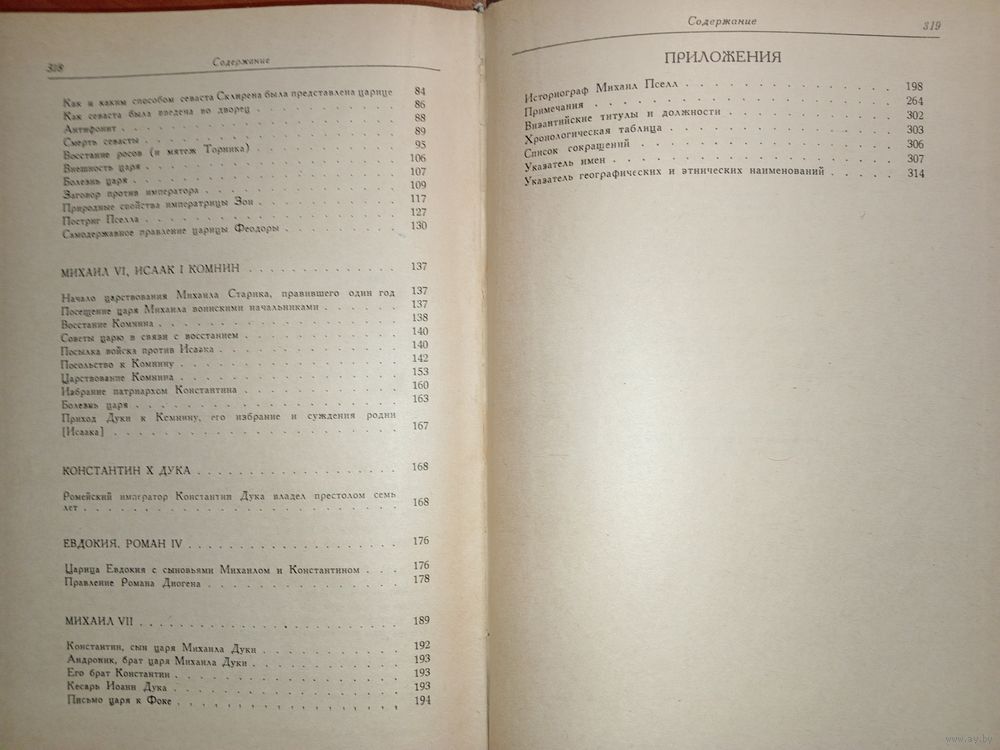 318
Содержание
Как и каким способом севаста Склирена была представлена царице 84
Как севаста была введена во дворец . . . . . . . . 86
Антифонит . . . . . . . . . . . . 88
Смерть севасты . . . . . . . . . . . . 89
Восстание росов (и мятеж Торника) . . . . . . . . 93
Внешность царя . . . . . . . . . . . . 106
Болезнь царя . . . . . . . . . . . . 107
Заговор против императора . . . . . . . . . . 109
Природные свойства императрицы Зои . . . . . . . . 117
Постриг Пселла . . . . . . . . . . . . 127
Самодержавное правление царицы Феодоры . . . . . . 130
МИХАИЛ VI, ИСААК I КОМНИН . . . . . . . . . 137
Начало царствования Михаила Старика, правившего один год 137
Посещение царя Михаила воинскими начальниками . . . . . 137
Восстание Комнина . . . . . . . . . . . . 138
Советы царю в связи с восстанием . . . . . . . . 140
Посылка войска против Исаака . . . . . . . . . 140
Посольство к Комнину . . . . . . . . . . . 142
Царствование Комнина . . . . . . . . . . . 153
Избрание патриархом Константина . . . . . . . . 160
Болезнь царя . . . . . . . . . . . . 163
Приход Дуки к Комнину, его избрание и суждения родни
[Исаака] . . . . . . . . . . . . 167
КОНСТАНТИН X ДУКА . . . . . . . . . . . 168
Ромейский император Константин Дука владел престолом семь
лет . . . . . . . . . . . . 168
ЕВДОКИЯ. РОМАН IV . . . . . . . . . . . 176
Царица Евдокия с сыновьями Михаилом и Константином . . . 176
Правление Романа Диогена . . . . . . . . . . 178
МИХАИЛ VII . . . . . . . . . . . . 189
Константин, сын царя Михаила Дуки . . . . . . . . 192
Андроник, брат царя Михаила Дуки . . . . . . . . 193
Его брат Константин . . . . . . . . . . . 193
Кесарь Иоанн Дука . . . . . . . . . . . 193
Письмо царя к Фоке . . . . . . . . . . . 194
Содержание
319
ПРИЛОЖЕНИЯ
Историограф Михаил Пселл . . . . . . . . . . 198
Примечания . . . . . . . . . . . . 264
Византийские титулы и должности . . . . . . . . 302
Хронологическая таблица . . . . . . . . . . 303
Список сокращений . . . . . . . . . . . 306
Указатель имен . . . . . . . . . . . . 307
Указатель географических и этнических наименований . . . . . 314
www.ay.by